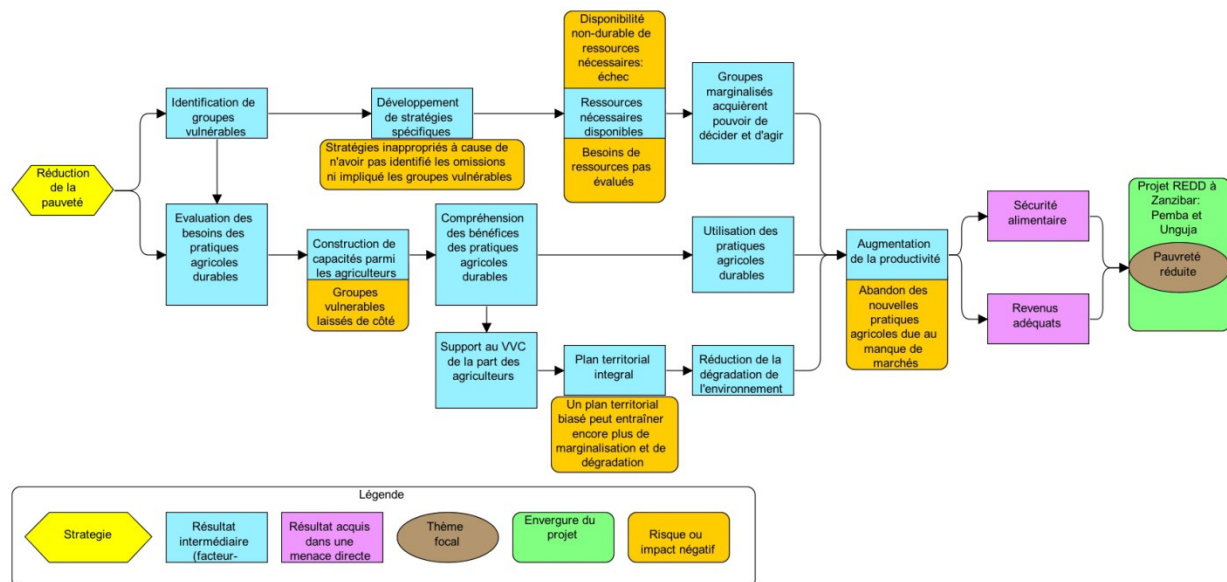 Disponibilité
non-durable de
ressources
nécessaires:
échec
Identification de
groupes
vulnérables
Développement
de stratégies
spécifiques
Ressources
nécessaires
disponibles
Groupes
marginalisés
acquièrent
pouvoir de
décider et d'agir
Stratégies inappropriés à cause de
n'avoir pas identifié les omissions
ni impliqué les groupes vulnérables
Besoins de
ressources pas
évalués
Réduction
de la
pauveté
Evaluation des
besoins des
pratiques
agricoles
durables
Construction de
capacités parmi
les agriculteurs
Groupes
vulnerables
laissés de côté
Compréhension
des bénéfices
des pratiques
agricoles
durables
Utilisation des
pratiques
agricoles
durables
Augmentation
de la productivité
Abandon des
nouvelles
pratiques
agricoles due au
manque de
marchés
Sécurité
alimentaire
Revenus
adéquats
Projet REDD à
Zanzibar:
Pemba et
Unguja
Pauvreté
réduite
Support au VVC
de la part des
agriculteurs
Plan territorial
integral
Réduction de la
dégradation de
l'environnement
Un plan territorial
biasé peut entraîner
encore plus de
marginalisation et de
dégradation
Légende
Strategie
Résultat
intermédiaire
(facteur-
Résultat acquis
dans une
menace directe
Thème
focal
Envergure du
projet
Risque ou
impact négatif